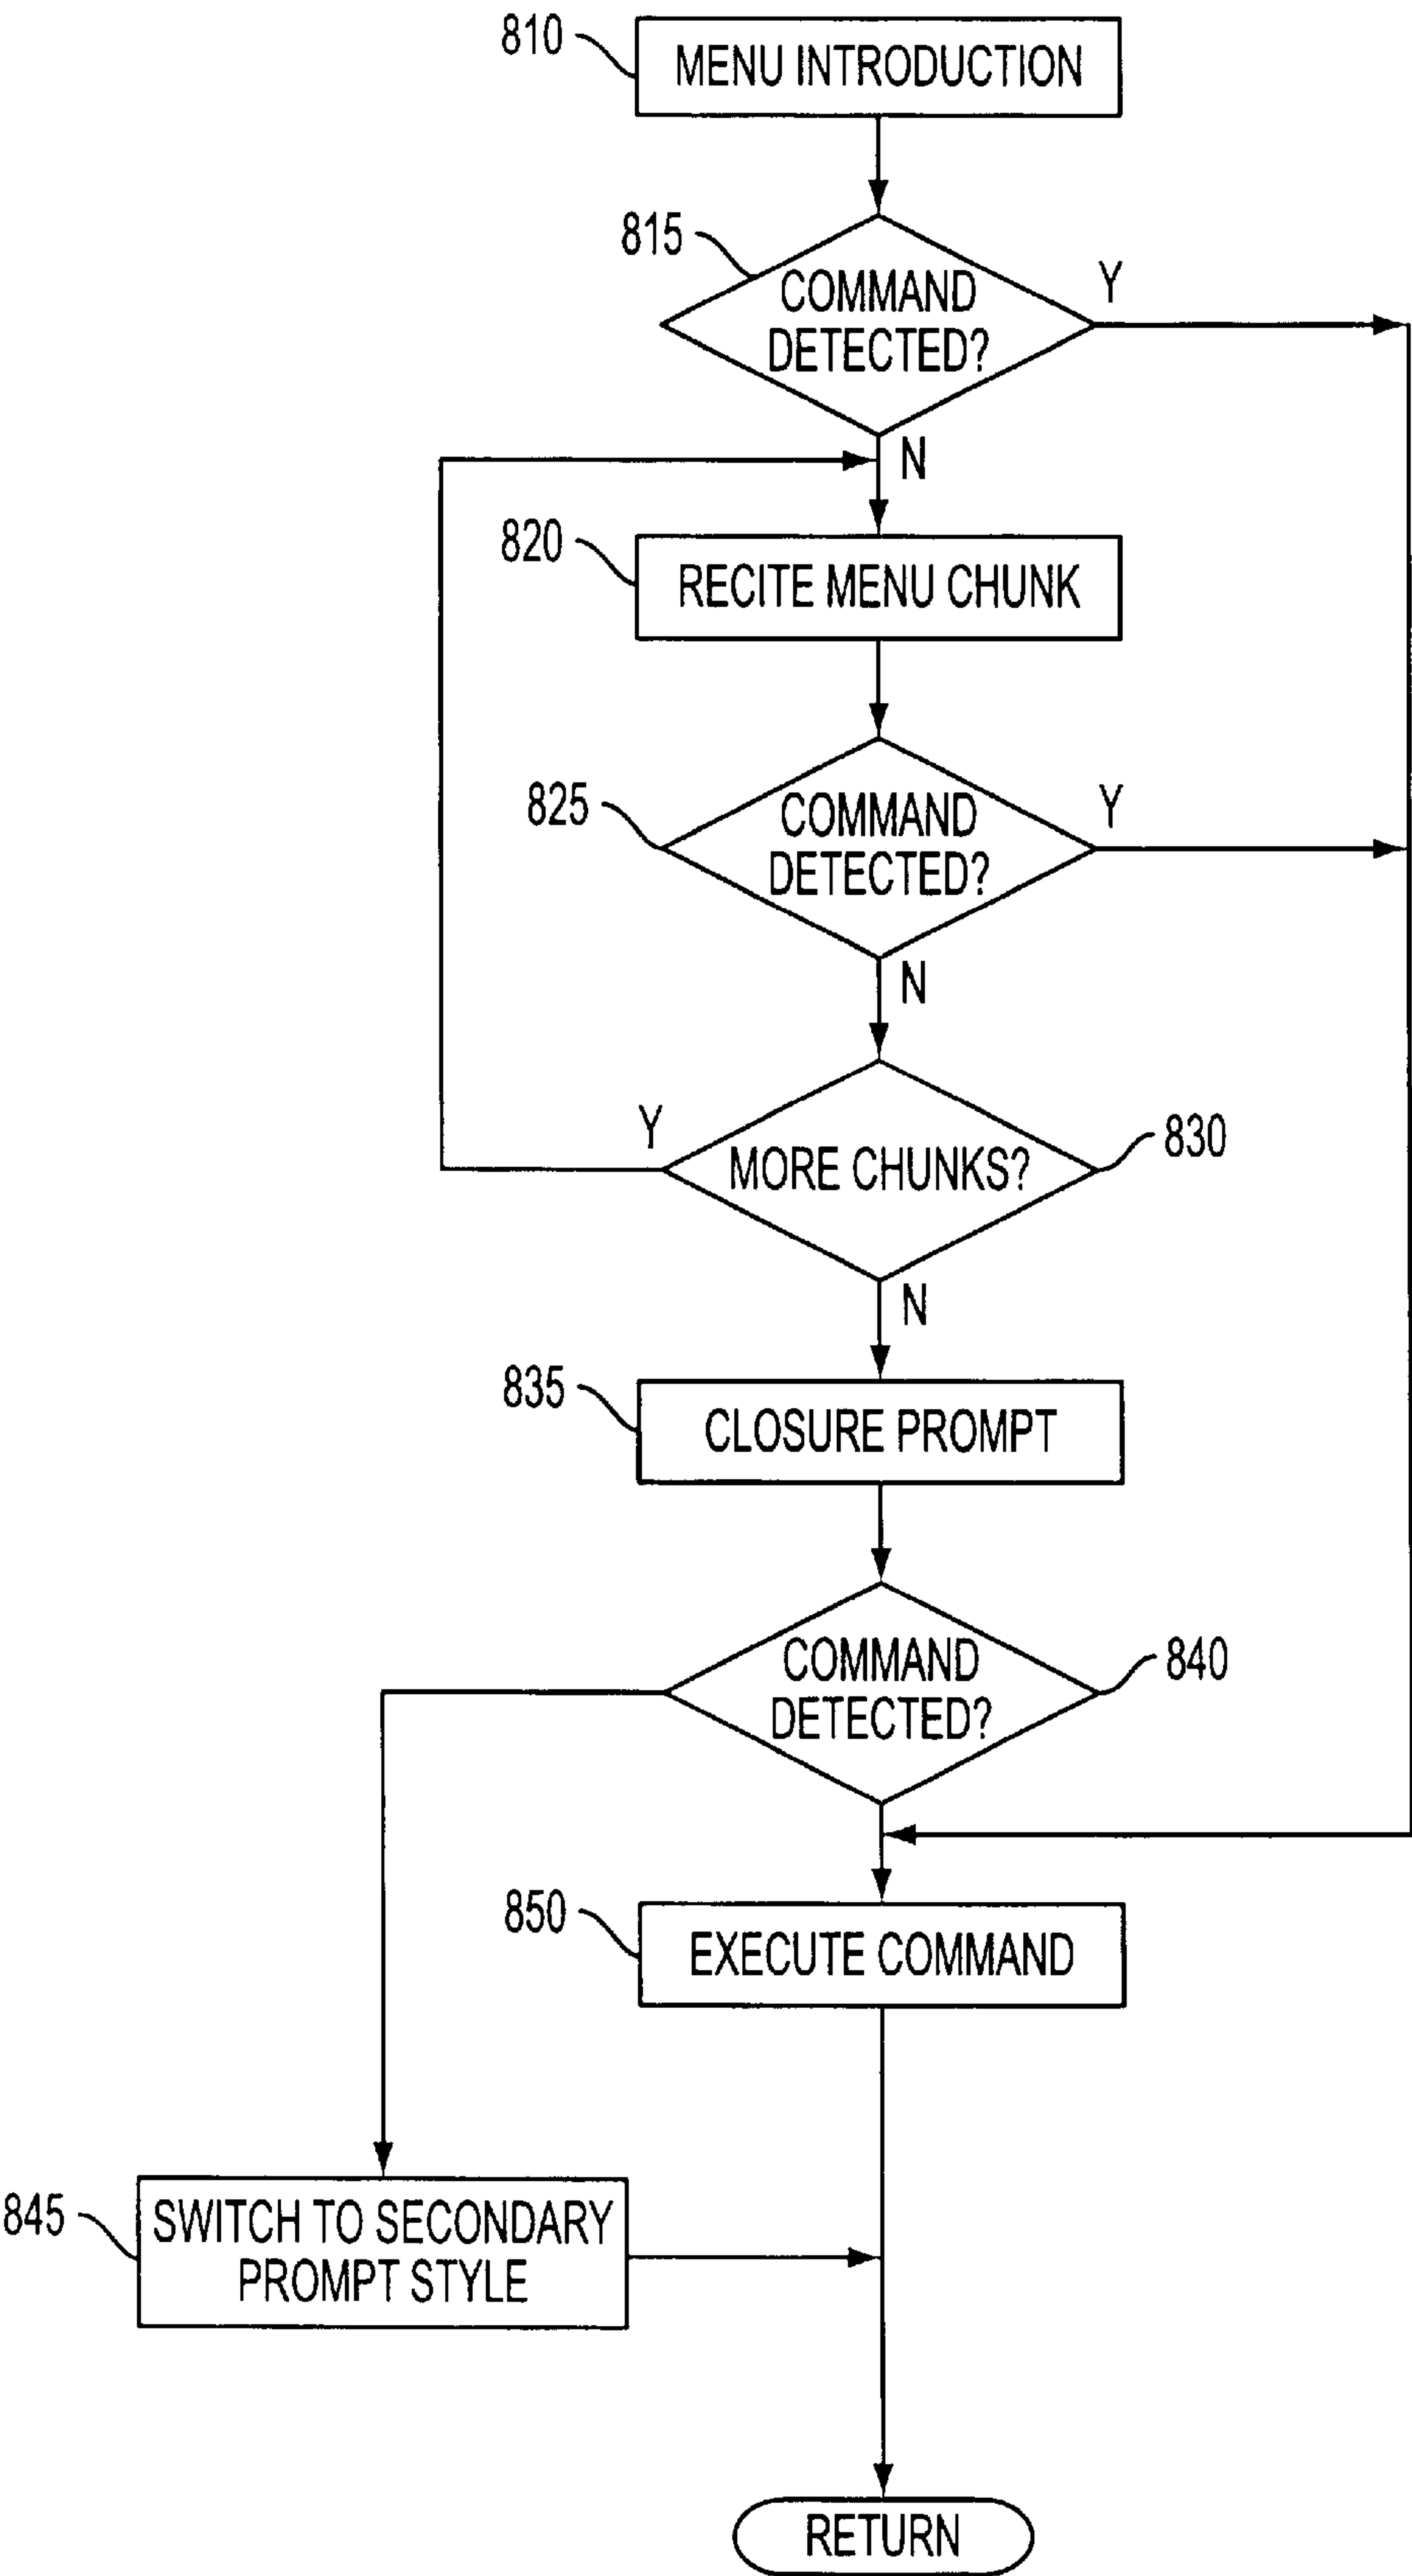 810
MENU INTRODUCTION
815
COMMAND
DETECTED?
Y
N
820
RECITE MENU CHUNK
825
COMMAND
DETECTED?
Y
N
Y
MORE CHUNKS?
830
N
835
CLOSURE PROMPT
COMMAND
DETECTED?
840
850
EXECUTE COMMAND
845
SWITCH TO SECONDARY
PROMPT STYLE
RETURN